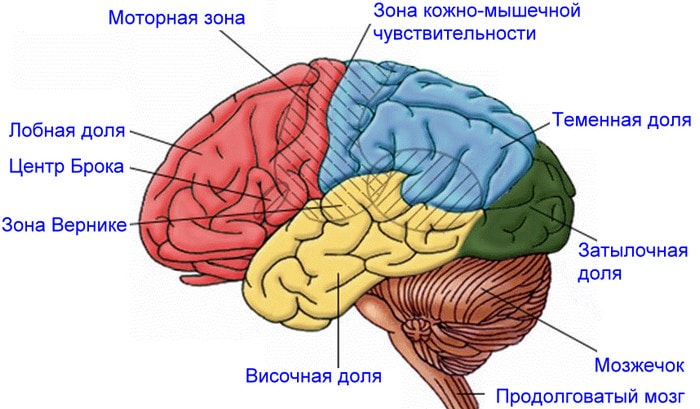 Моторная зона
Зона кожно-мышечной
чувствительности
Лобная доля
Теменная доля
Центр Брока
Зона Вернике
Затылочная
доля
Височная доля
Мозжечок
Продолговатый мозг